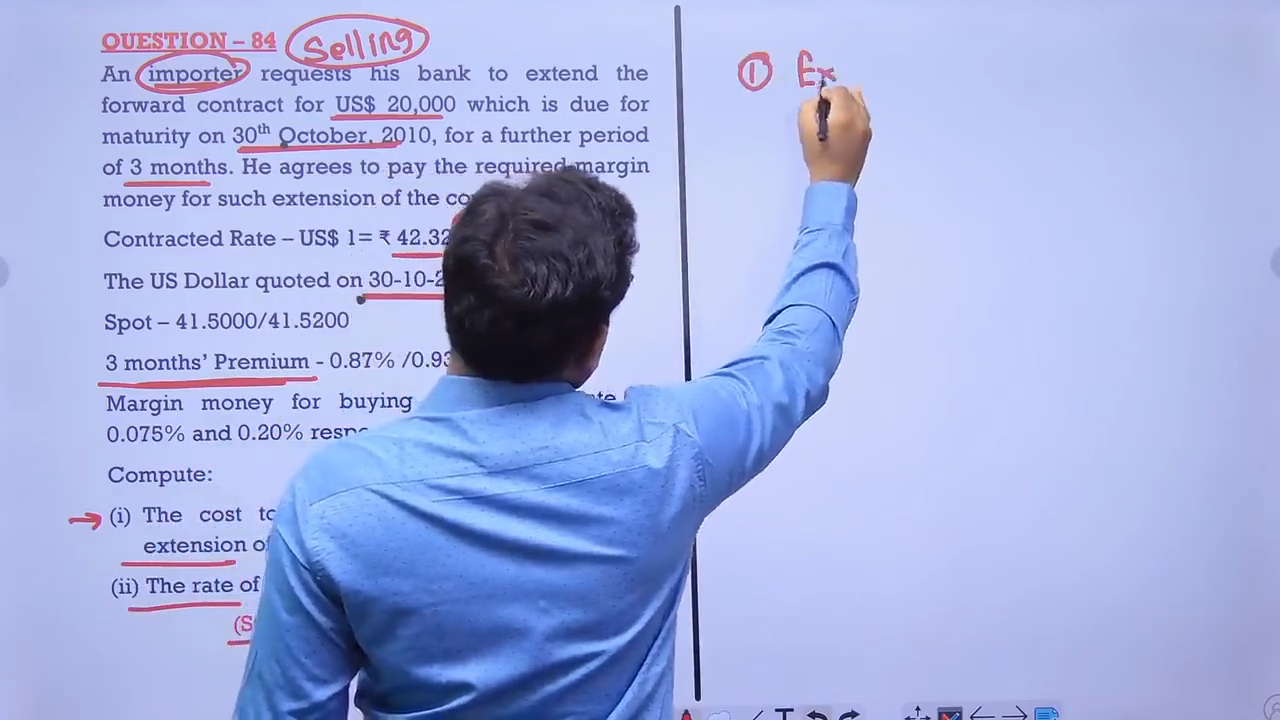 QUESTION – 84 Selling
An importer requests his bank to extend the
forward contract for US$ 20,000 which is due for
maturity on 30th October, 2010, for a further period
of 3 months. He agrees to pay the required margin
money for such extension of the
Contracted Rate – US$ 1= ₹ 42.32
The US Dollar quoted on 30-10-2
Spot – 41.5000/41.5200
3 months' Premium - 0.87% /0.93
Margin money for buying
0.075% and 0.20%
Compute:
(i) The cost
extension
(ii) The rate of
(S
① Ex